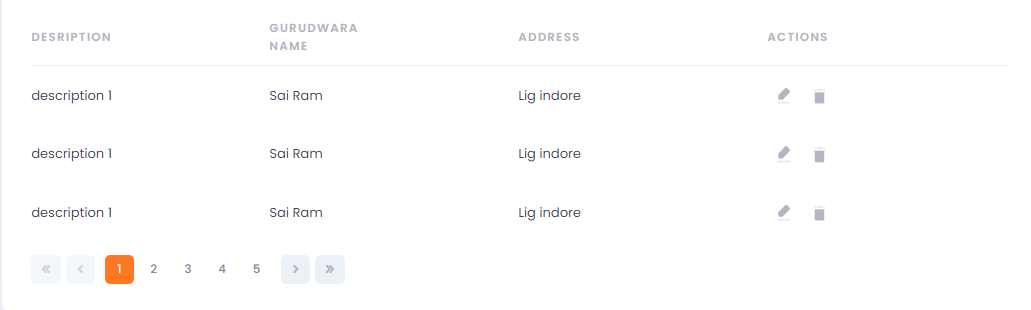 DESRIPTION GURUDWARA NAME ADDRESS ACTIONS
description 1 Sai Ram Lig indore
description 1 Sai Ram Lig indore
description 1 Sai Ram Lig indore
« ‹ 1 2 3 4 5 › »